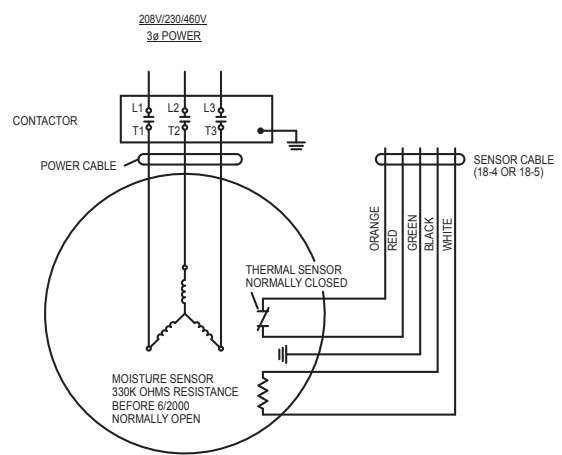 208V/230/460V
3ø POWER
L1 L2 L3
CONTACTOR
T1 T2 T3
POWER CABLE
SENSOR CABLE
(18-4 OR 18-5)
ORANGE
RED
GREEN
BLACK
WHITE
THERMAL SENSOR
NORMALLY CLOSED
MOISTURE SENSOR
330K OHMS RESISTANCE
BEFORE 6/2000
NORMALLY OPEN